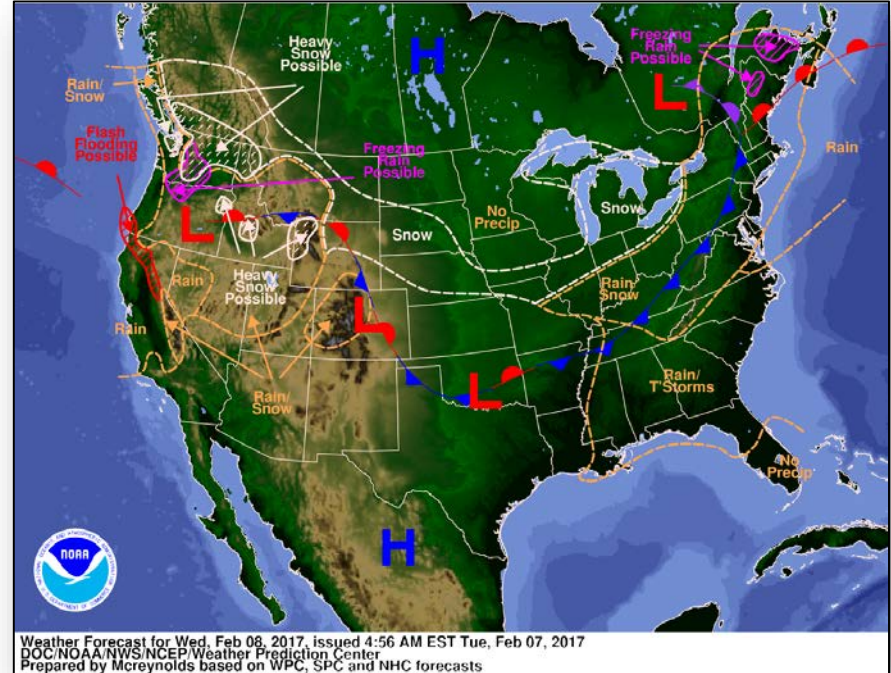 Heavy
Snow
Possible
H
Freezing
Rain
Possible
L
Rain/
Snow
Flash
Flooding
Possible
Freezing
Rain
Possible
Rain
L
No
Precip
Snow
Snow
Rain
Heavy
Snow
Possible
Rain/
Snow
Rain
L
Rain/
Snow
L
Rain/
T'Storms
No
Precip
H
NOAA
Weather Forecast for Wed, Feb 08, 2017, issued 4:56 AM EST Tue, Feb 07, 2017
DOC/NOAA/NWS/NCEP/Weather Prediction Center
Prepared by Mcreynolds based on WPC, SPC and NHC forecasts